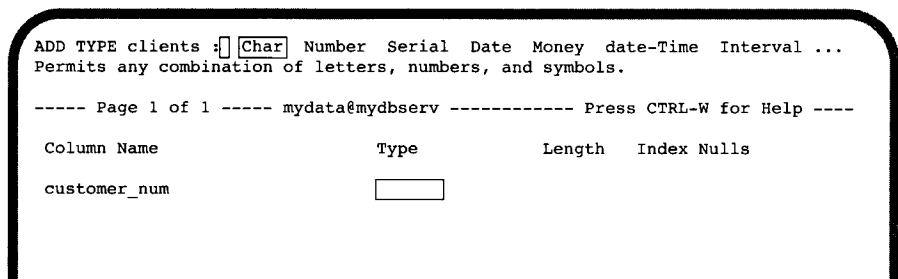 ADD TYPE clients : Char Number Serial Date Money date-Time Interval ...
Permits any combination of letters, numbers, and symbols.
----- Page 1 of 1 ----- mydata@mydbserv ------------ Press CTRL-W for Help ----
Column Name Type Length Index Nulls
customer_num